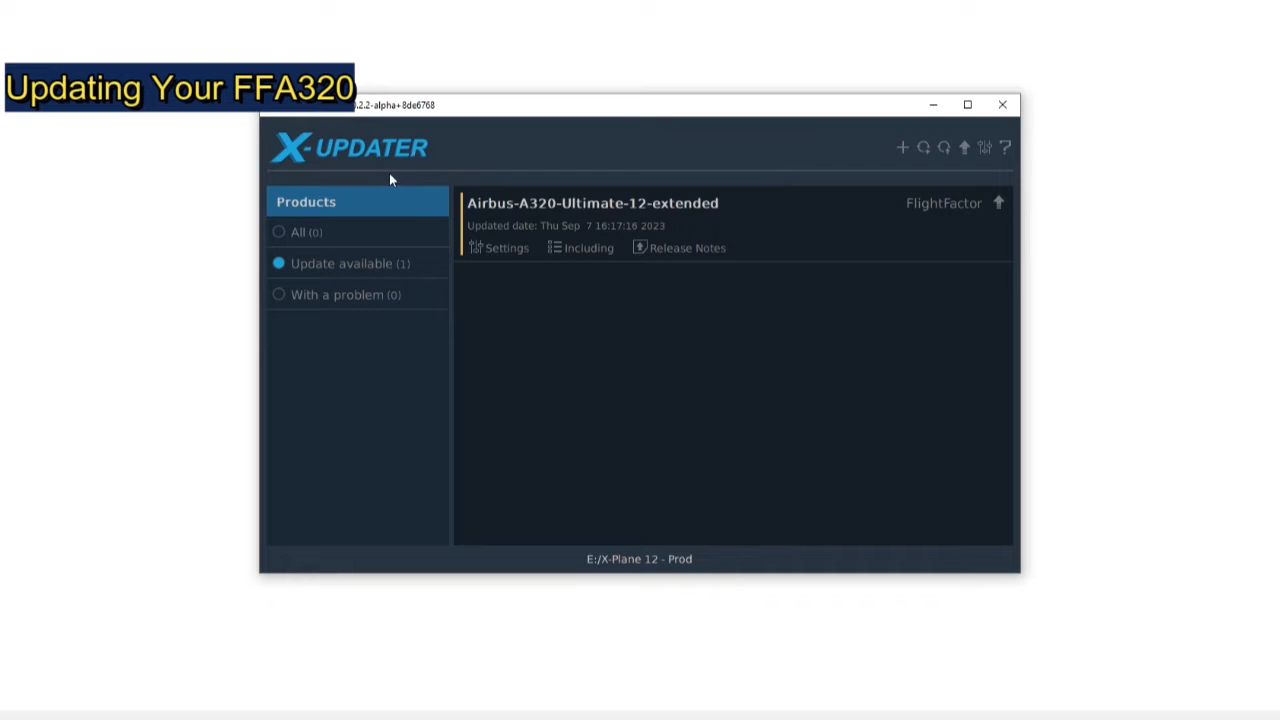 Updating Your FFA320
.2.2-alpha+8de6768
X-UPDATER
Products
All (0)
Update available (1)
With a problem (0)
Airbus-A320-Ultimate-12-extended
FlightFactor
Updated date: Thu Sep 7 16:17:16 2023
Settings
Including
Release Notes
E:/X-Plane 12 - Prod